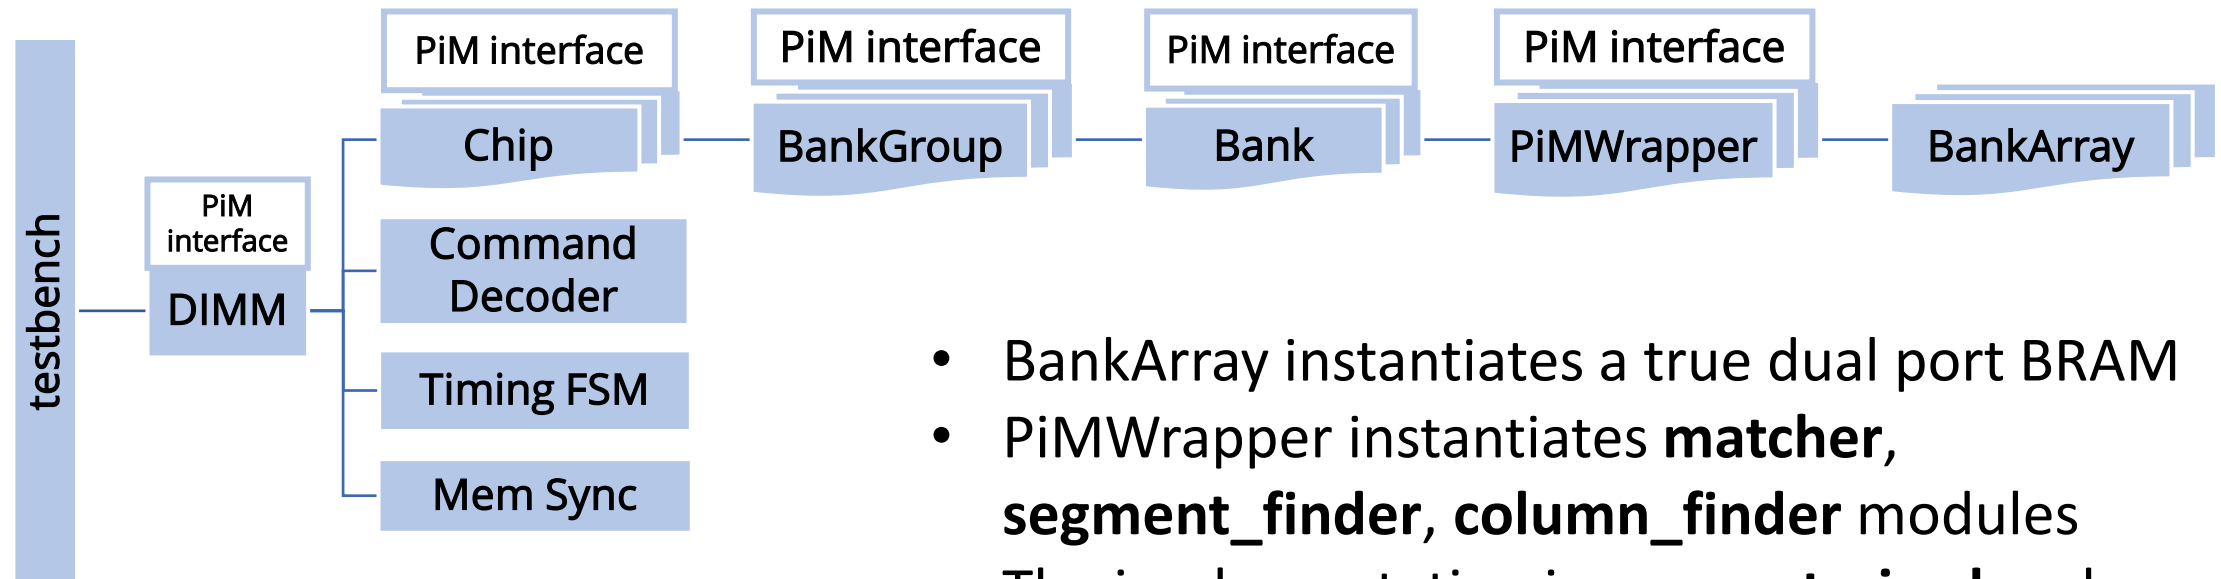 PiM interface
PiM interface
PiM interface
PiM interface
Chip
BankGroup
Bank
PiMWrapper
BankArray
testbench
PiM
interface
DIMM
Command
Decoder
Timing FSM
Mem Sync
• BankArray instantiates a true dual port BRAM
• PiMWrapper instantiates matcher,
segment_finder, column_finder modules